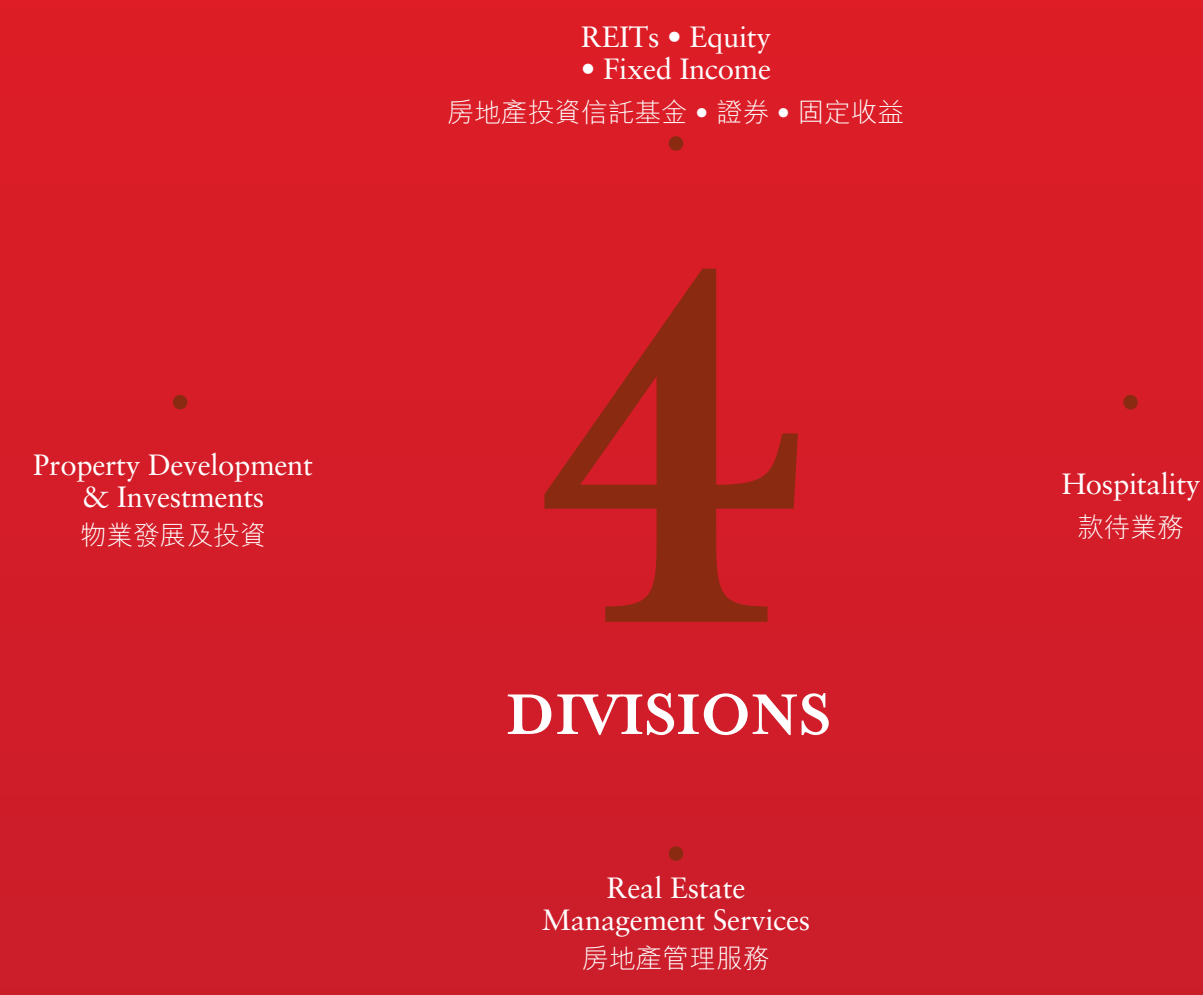 REITs • Equity
• Fixed Income
房地產投資信託基金 • 證券 • 固定收益
4
Property Development
& Investments
物業發展及投資
Hospitality
款待業務
DIVISIONS
Real Estate
Management Services
房地產管理服務